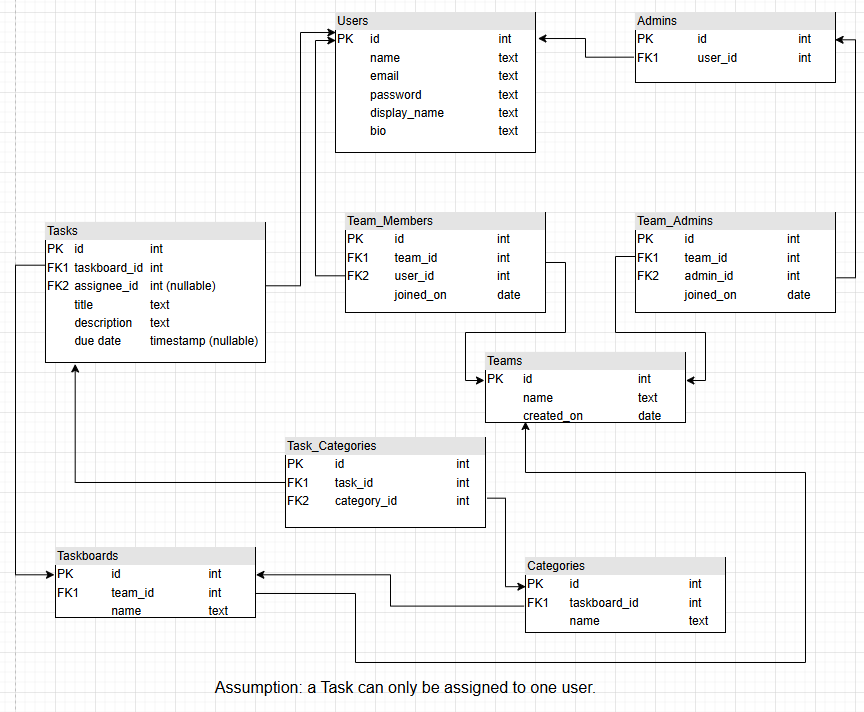 Users
PK id int
name text
email text
password text
display_name text
bio text
Admins
PK id int
FK1 user_id int
Tasks
PK id int
FK1 taskboard_id int
FK2 assignee_id int (nullable)
title text
description text
due date timestamp (nullable)
Team_Members
PK id int
FK1 team_id int
FK2 user_id int
joined_on date
Team_Admins
PK id int
FK1 team_id int
FK2 admin_id int
joined_on date
Teams
PK id int
name text
created_on date
Task_Categories
PK id int
FK1 task_id int
FK2 category_id int
Taskboards
PK id int
FK1 team_id int
name text
Categories
PK id int
FK1 taskboard_id int
name text
Assumption: a Task can only be assigned to one user.